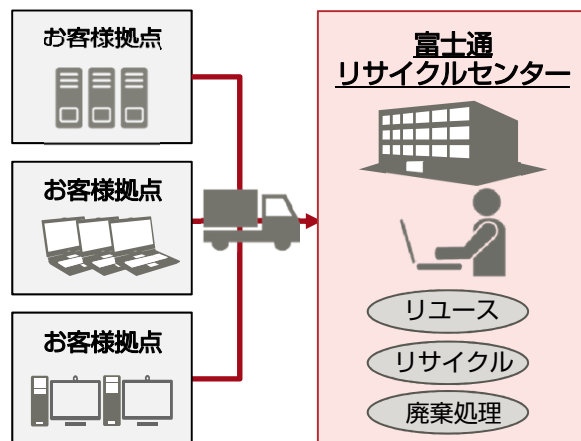 お客様拠点
お客様拠点
お客様拠点
富士通
リサイクルセンター
リユース
リサイクル
廃棄処理